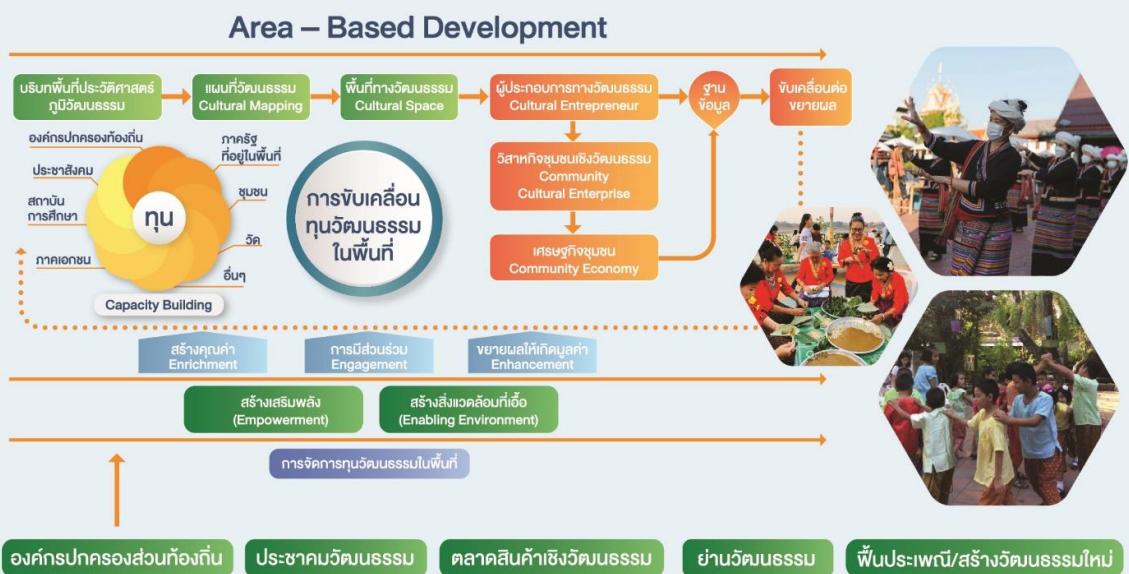 Area – Based Development
บริบทพื้นที่ประวัติศาสตร์
ภูมิวัฒนธรรม
แผนที่วัฒนธรรม
Cultural Mapping
พื้นที่ทางวัฒนธรรม
Cultural Space
ผู้ประกอบการทางวัฒนธรรม
Cultural Entrepreneur
ฐาน
ข้อมูล
ขับเคลื่อนต่อ
ขยายผล
องค์กรปกครองท้องถิ่น
ประชาสังคม
สถาบัน
การศึกษา
ภาคเอกชน
ทุน
ภาครัฐ
ที่อยู่ในพื้นที่
ชุมชน
วัด
อื่นๆ
Capacity Building
การขับเคลื่อน
ทุนวัฒนธรรม
ในพื้นที่
วิสาหกิจชุมชนเชิงวัฒนธรรม
Community
Cultural Enterprise
เศรษฐกิจชุมชน
Community Economy
สร้างคุณค่า
Enrichment
การมีส่วนร่วม
Engagement
ขยายผลให้เกิดมูลค่า
Enhancement
สร้างเสริมพลัง
(Empowerment)
สร้างสิ่งแวดล้อมที่เอื้อ
(Enabling Environment)
การจัดการทุนวัฒนธรรมในพื้นที่
องค์กรปกครองส่วนท้องถิ่น
ประชาคมวัฒนธรรม
ตลาดสินค้าเชิงวัฒนธรรม
ย่านวัฒนธรรม
ฟื้นประเพณี/สร้างวัฒนธรรมใหม่